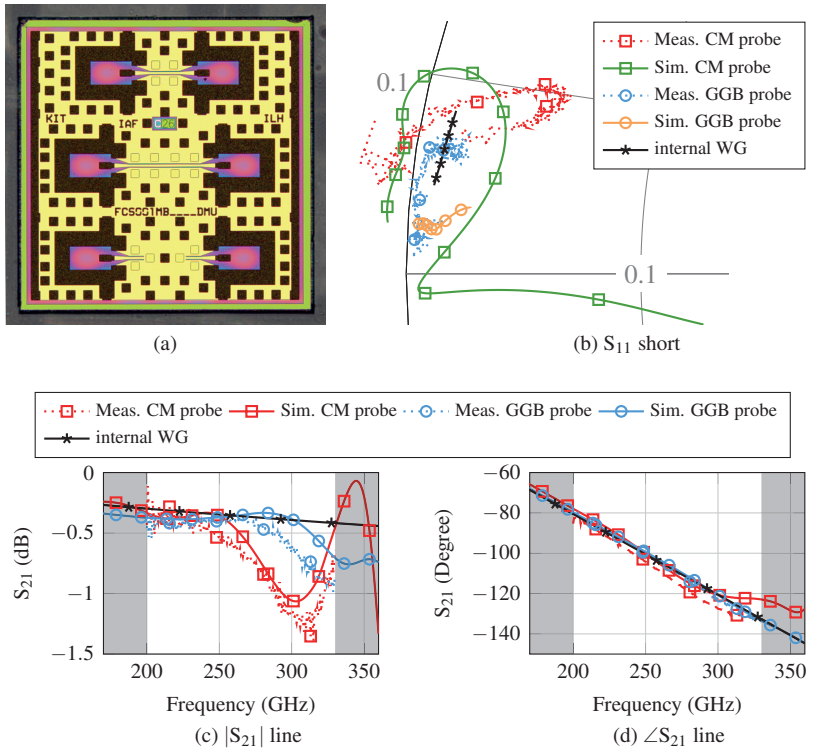 KIT
IAF
ILH
FCS001MB____DMU
(a)
0.1
0.1
Meas. CM probe
Sim. CM probe
Meas. GGB probe
Sim. GGB probe
internal WG
(b) S₁₁ short
Meas. CM probe
Sim. CM probe
Meas. GGB probe
Sim. GGB probe
internal WG
0
−0.5
−1
−1.5
S₂₁ (dB)
200
250
300
350
Frequency (GHz)
(c) |S₂₁| line
−60
−80
−100
−120
−140
S₂₁ (Degree)
200
250
300
350
Frequency (GHz)
(d) ∠S₂₁ line